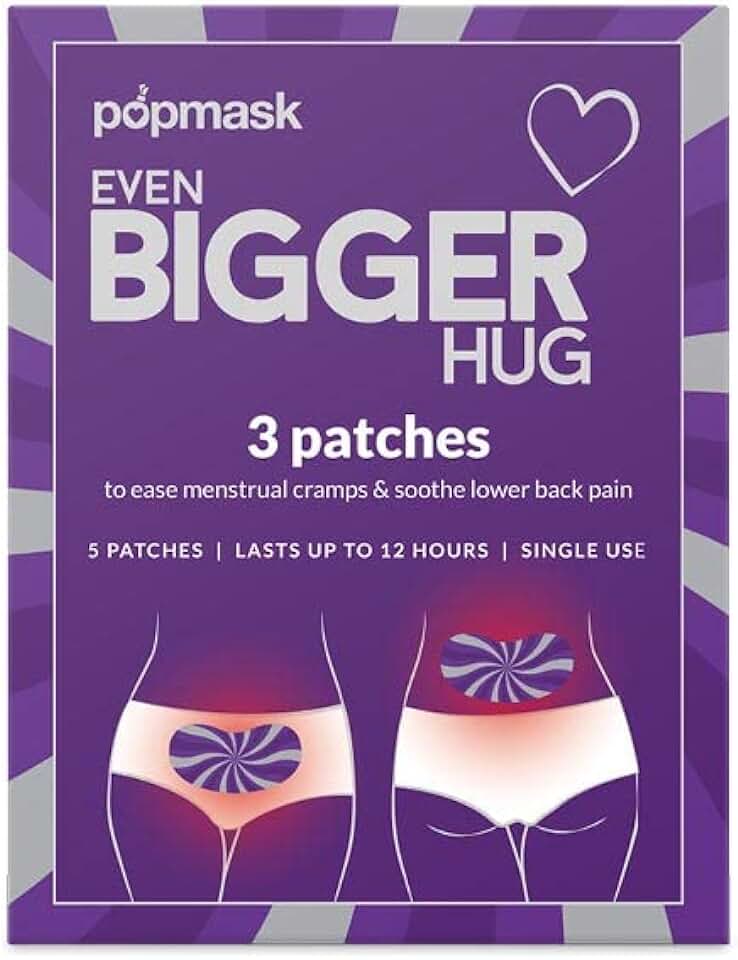 popmask
EVEN
BIGGER
HUG
3 patches
to ease menstrual cramps & soothe lower back pain
5 PATCHES | LASTS UP TO 12 HOURS | SINGLE USE